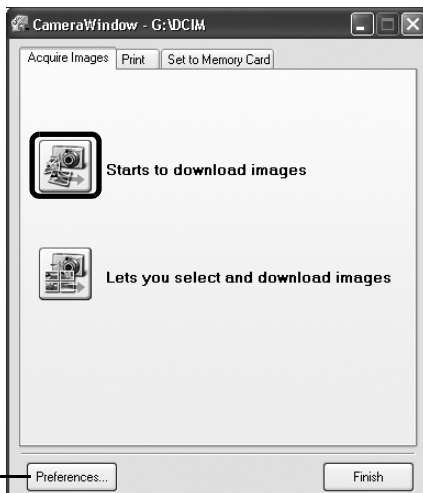 CameraWindow - G:\DCIM
Acquire Images Print Set to Memory Card
Starts to download images
Lets you select and download images
Preferences... Finish